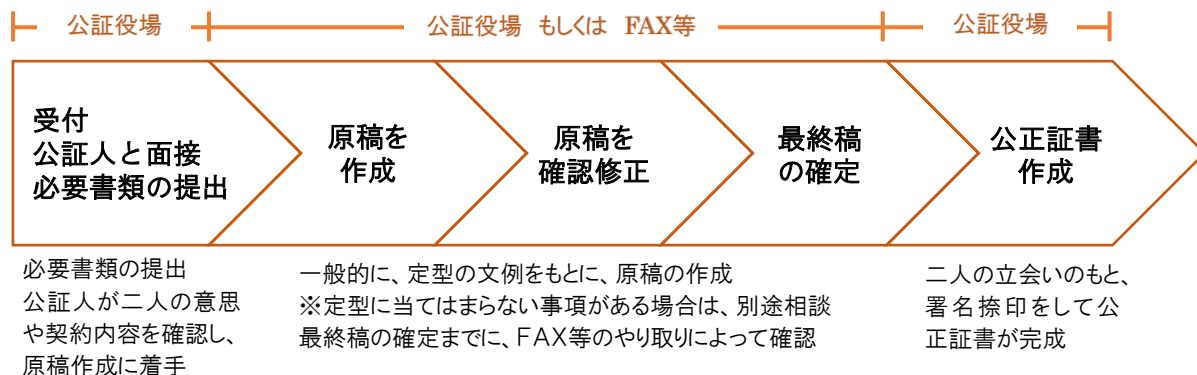 公証役場
公証役場 もしくは FAX等
公証役場
受付
公証人と面接
必要書類の提出
原稿を
作成
原稿を
確認修正
最終稿
の確定
公正証書
作成
必要書類の提出
公証人が二人の意思
や契約内容を確認し、
原稿作成に着手
一般的に、定型の文例をもとに、原稿の作成
※定型に当てはまらない事項がある場合は、別途相談
最終稿の確定までに、FAX等のやり取りによって確認
二人の立会いのもと、
署名捺印をして公
正証書が完成